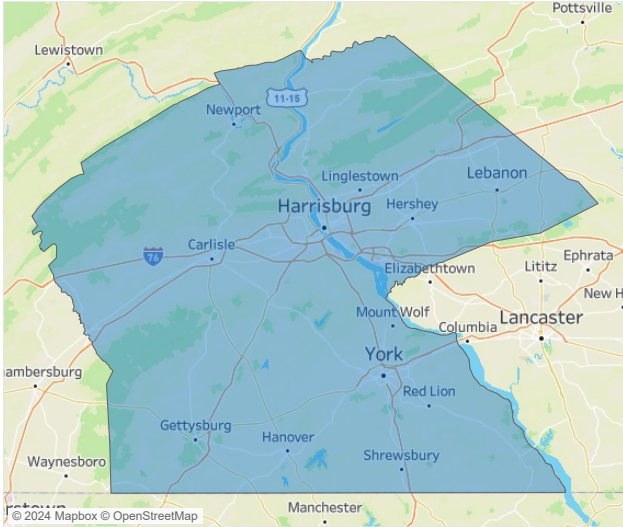 Pottsville
Lewistown
11-15
Newport
Linglestown
Lebanon
Harrisburg
Hershey
Carlisle
76
Elizabethtown
Ephrata
Lititz
New H
Mount Wolf
Columbia
Lancaster
York
ambersburg
Red Lion
Gettysburg
Hanover
Shrewsbury
Waynesboro
rstown
Manchester
© 2024 Mapbox © OpenStreetMap